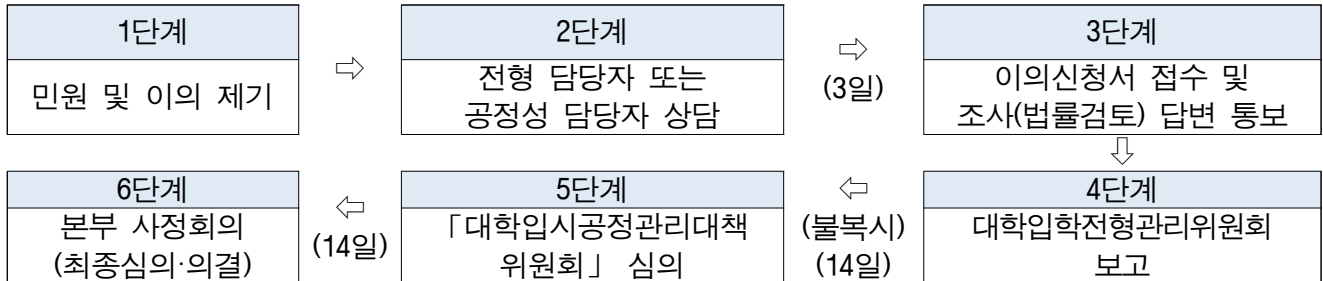 1단계
민원 및 이의 제기
⇨
2단계
전형 담당자 또는
공정성 담당자 상담
⇨
(3일)
3단계
이의신청서 접수 및
조사(법률검토) 답변 통보
⇩
4단계
대학입학전형관리위원회
보고
⇦
(불복시)
(14일)
5단계
「대학입시공정관리대책
위원회」 심의
⇦
(14일)
6단계
본부 사정회의
(최종심의·의결)